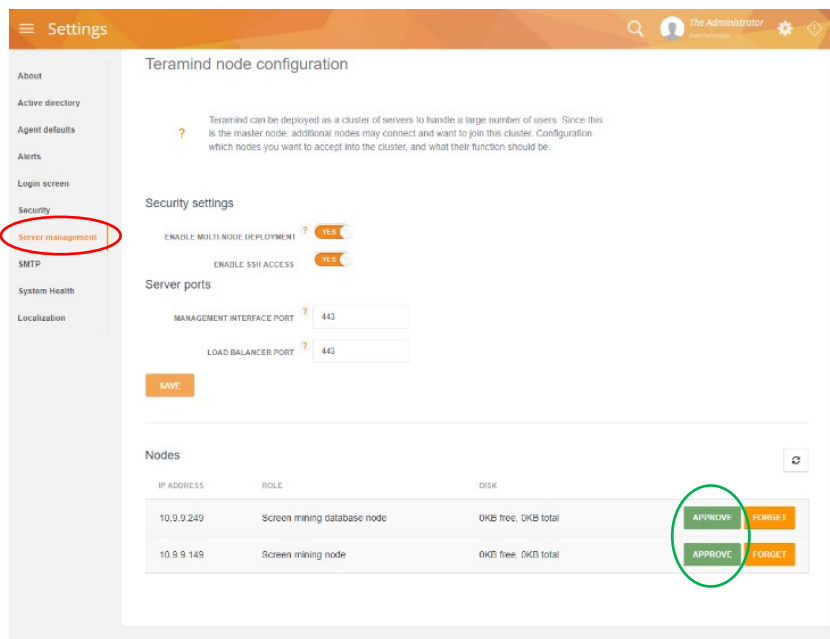 Settings
The Administrator
Administrator
About
Active directory
Agent defaults
Alerts
Login screen
Security
Server management
SMTP
System Health
Localization
Teramind node configuration
?
Teramind can be deployed as a cluster of servers to handle a large number of users. Since this
is the master node, additional nodes may connect and want to join this cluster. Configuration
which nodes you want to accept into the cluster, and what their function should be.
Security settings
ENABLE MULTI-NODE DEPLOYMENT ? YES
ENABLE SSH ACCESS YES
Server ports
MANAGEMENT INTERFACE PORT ? 443
LOAD BALANCER PORT ? 443
SAVE
Nodes
IP ADDRESS ROLE DISK
10.9.9.249 Screen mining database node 0KB free, 0KB total APPROVE FORGET
10.9.9.149 Screen mining node 0KB free, 0KB total APPROVE FORGET